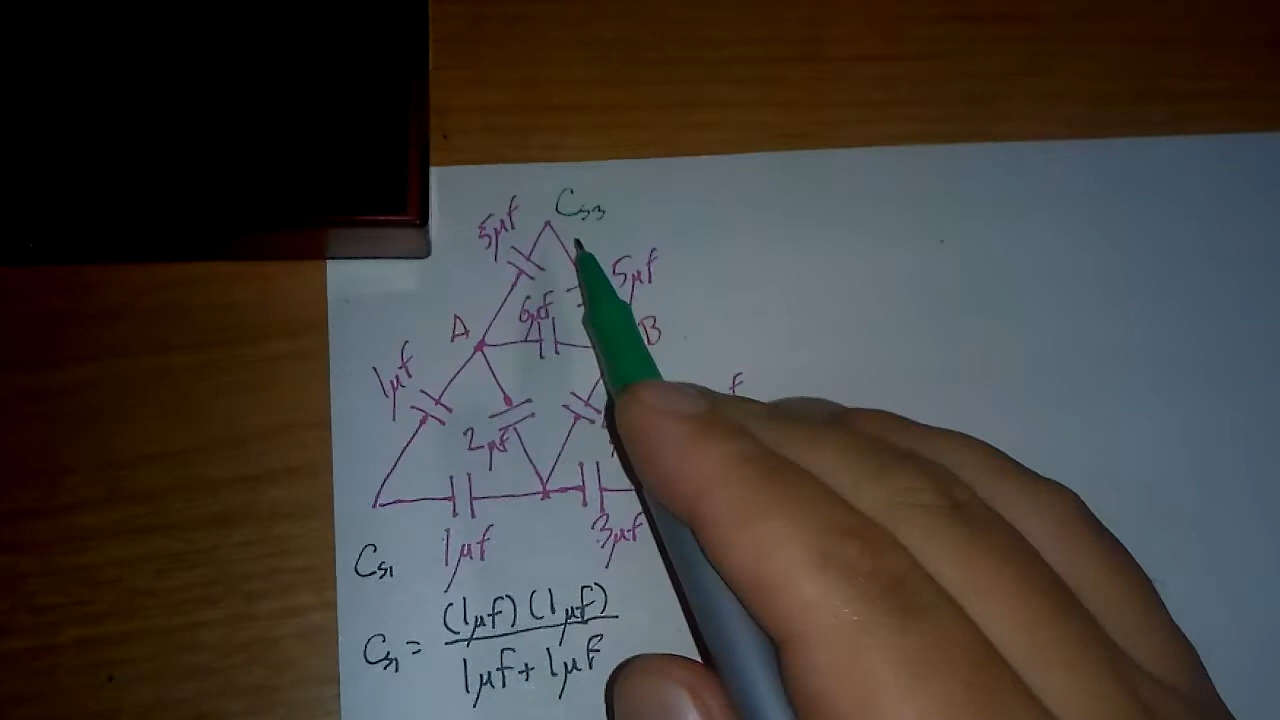 Cs3
5μf
5μf
6μf
A
B
1μf
f
2μf
3μf
1μf
Cs1
Cs1 = (1μf) (1μf)
1μf + 1μf